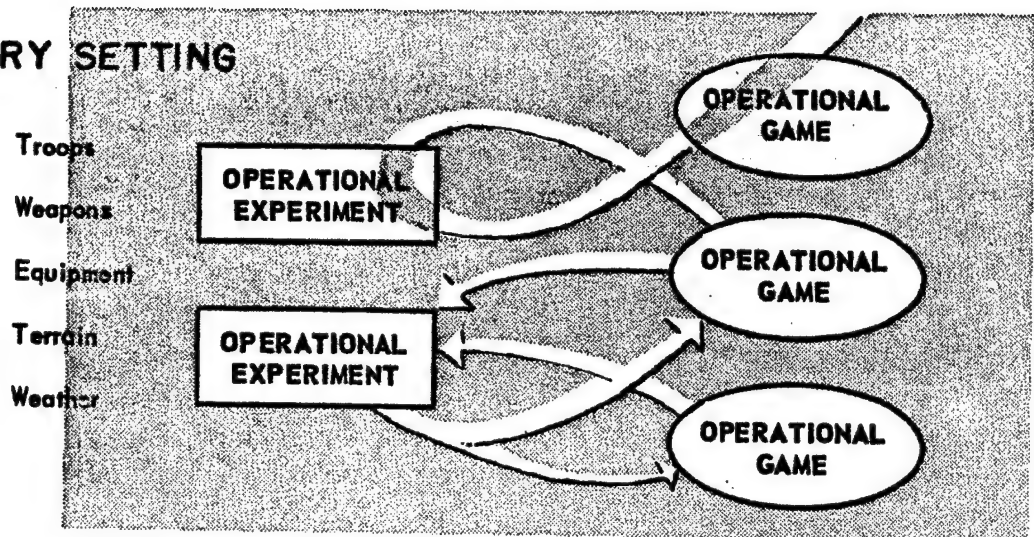 RY SETTING
Troops
Weapons
Equipment
Terrain
Weather
OPERATIONAL
EXPERIMENT
OPERATIONAL
EXPERIMENT
OPERATIONAL
GAME
OPERATIONAL
GAME
OPERATIONAL
GAME